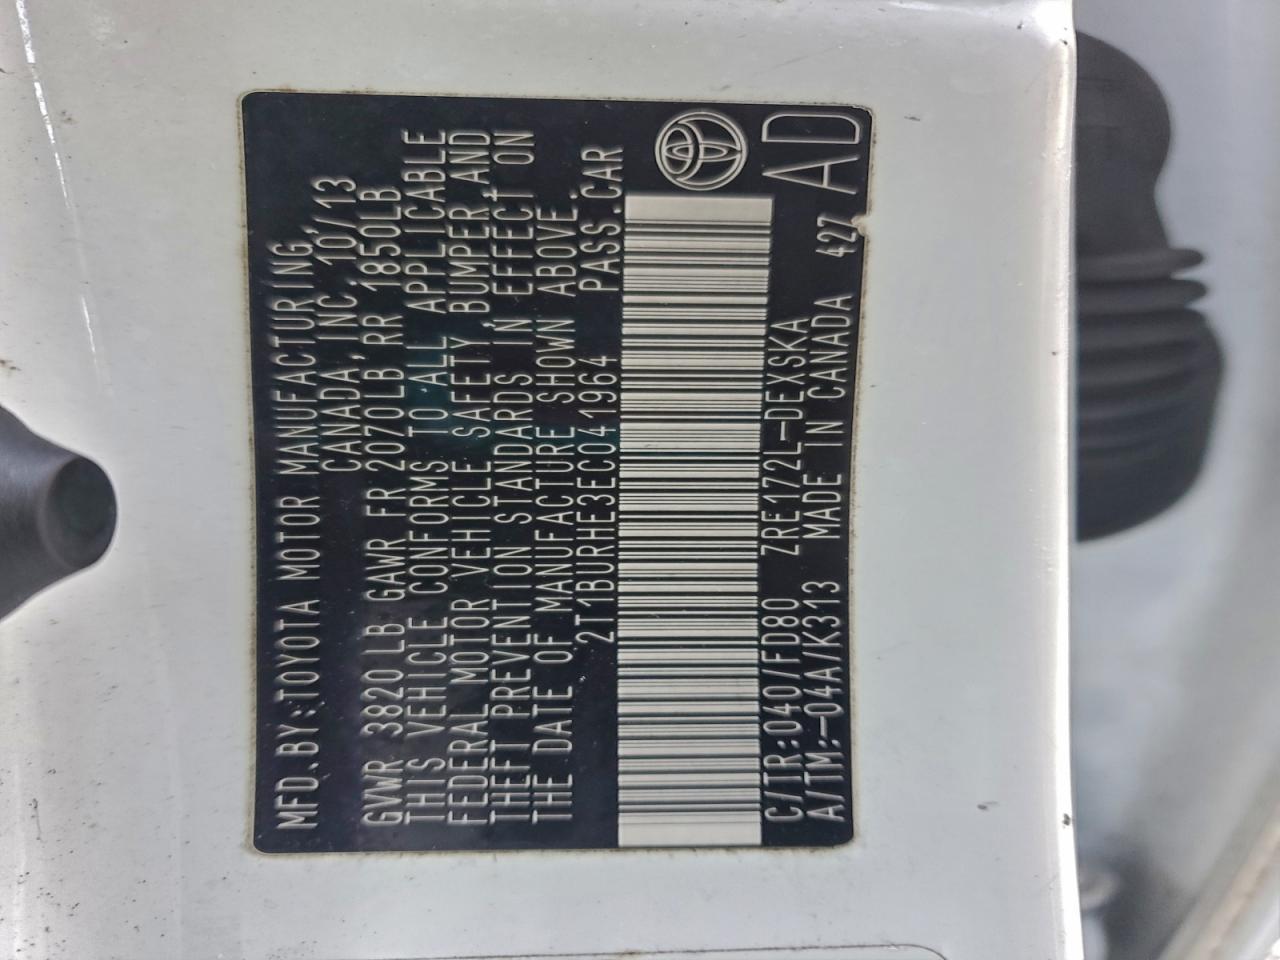 MFD.BY:TOYOTA MOTOR MANUFACTURING,
CANADA, INC. 10/13
GVWR 3820LB GAWR FR 2070LB RR 1850LB
THIS VEHICLE CONFORMS TO ALL APPLICABLE
FEDERAL MOTOR VEHICLE SAFETY, BUMPER,AND
THEFT PREVENTION STANDARDS IN EFFECT ON
THE DATE OF MANUFACTURE SHOWN ABOVE.
2T1BURHE3EC041964 PASS.CAR
C/TR:040/FD80 ZRE172L-DEXSKA
A/TM:-04A/K313 MADE IN CANADA 427 AD